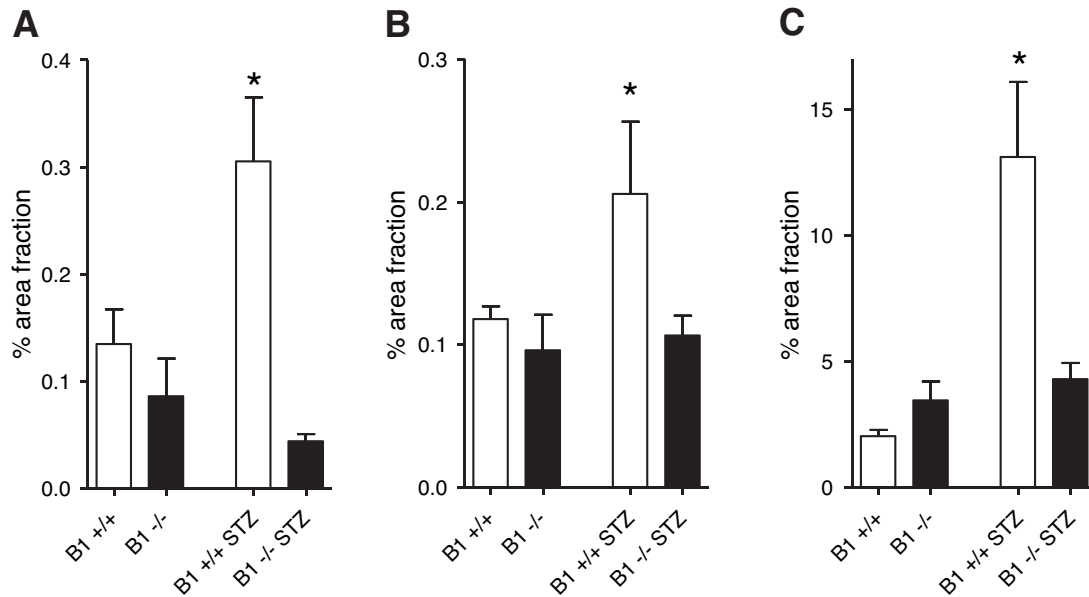 A
% area fraction
0.4
0.3
0.2
0.1
0.0
*
B1 +/+
B1 -/-
B1 +/+ STZ
B1 -/- STZ
B
% area fraction
0.3
0.2
0.1
0.0
*
B1 +/+
B1 -/-
B1 +/+ STZ
B1 -/- STZ
C
% area fraction
15
10
5
0
*
B1 +/+
B1 -/-
B1 +/+ STZ
B1 -/- STZ